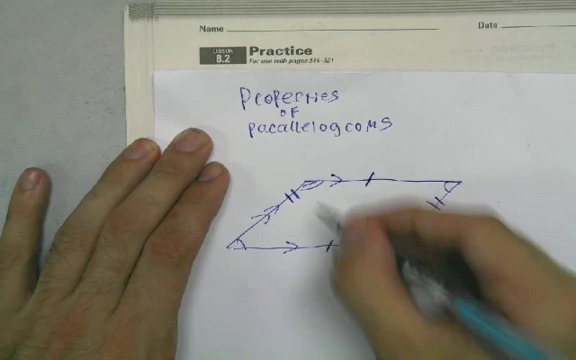 Name
Date
LESSON
8.2
Practice
For use with pages 514-521
Properties
of
parallelograms